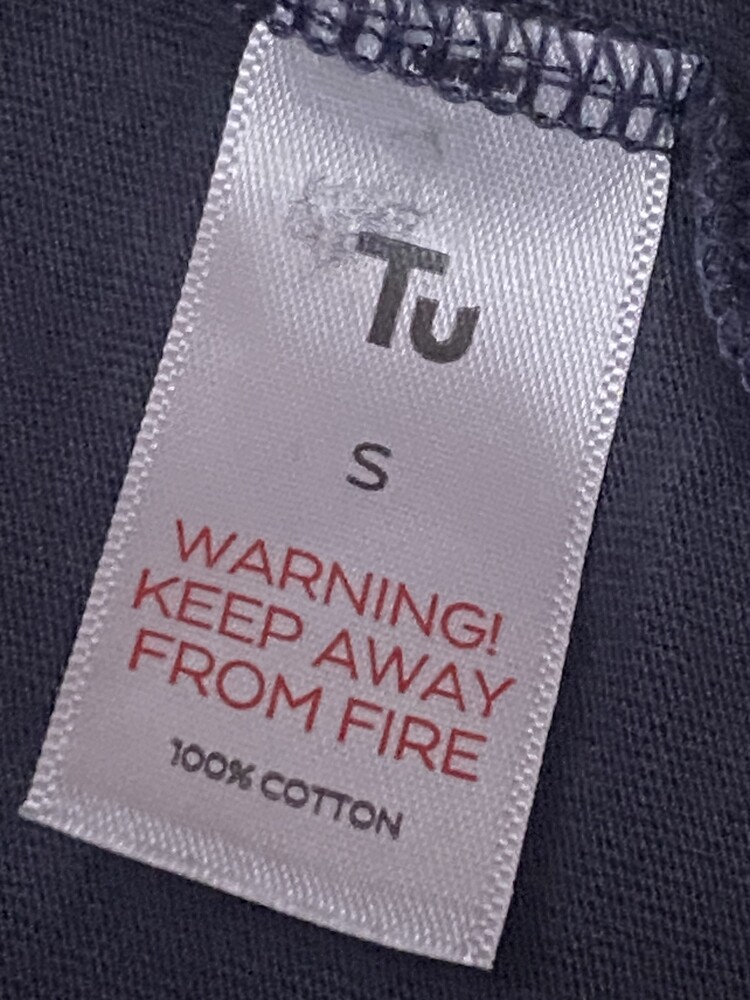 Tu
S
WARNING!
KEEP AWAY
FROM FIRE
100% COTTON